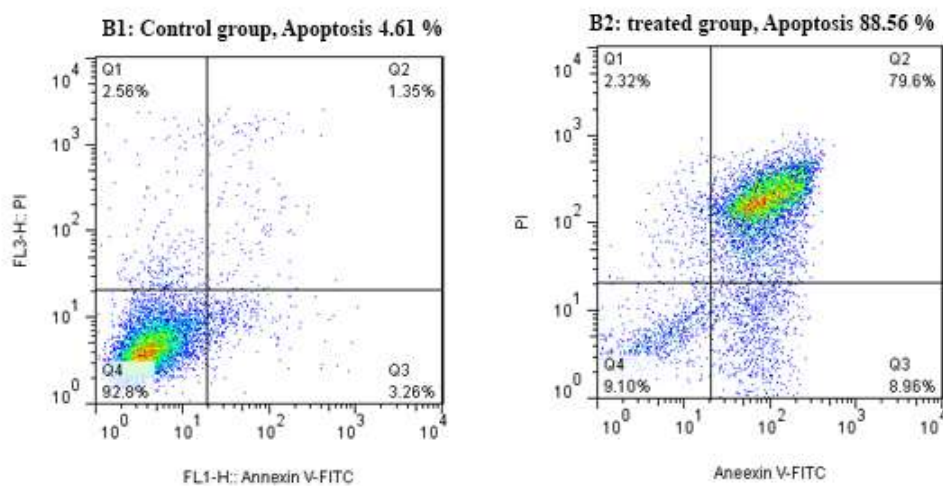 B1: Control group, Apoptosis 4.61 %
Q1
2.56%
Q2
1.35%
10^4
10^3
10^2
10^1
10^0
FL3-H:: PI
Q4
92.8%
Q3
3.26%
10^0 10^1 10^2 10^3 10^4
FL1-H:: Annexin V-FITC
B2: treated group, Apoptosis 88.56 %
Q1
2.32%
Q2
79.6%
10^4
10^3
10^2
10^1
10^0
PI
Q4
9.10%
Q3
8.96%
10^0 10^1 10^2 10^3 10^4
Aneexin V-FITC